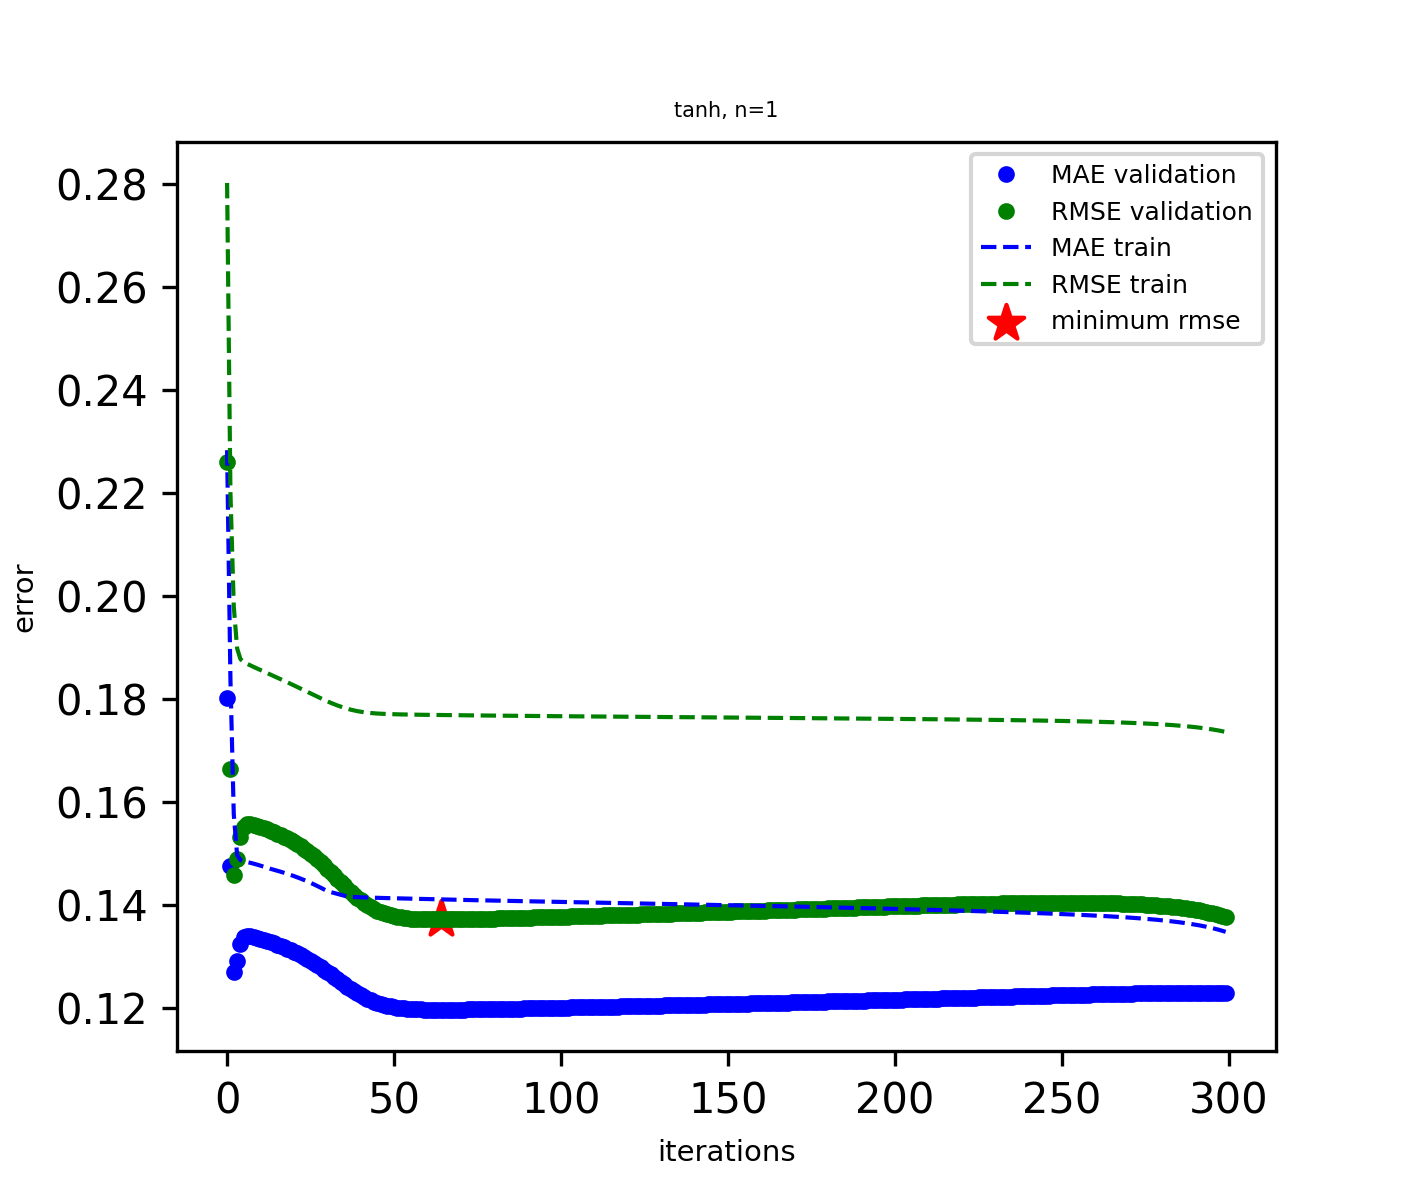 tanh, n=1
MAE validation
RMSE validation
MAE train
RMSE train
minimum rmse
0.28
0.26
0.24
0.22
0.20
0.18
0.16
0.14
0.12
error
0 50 100 150 200 250 300
iterations